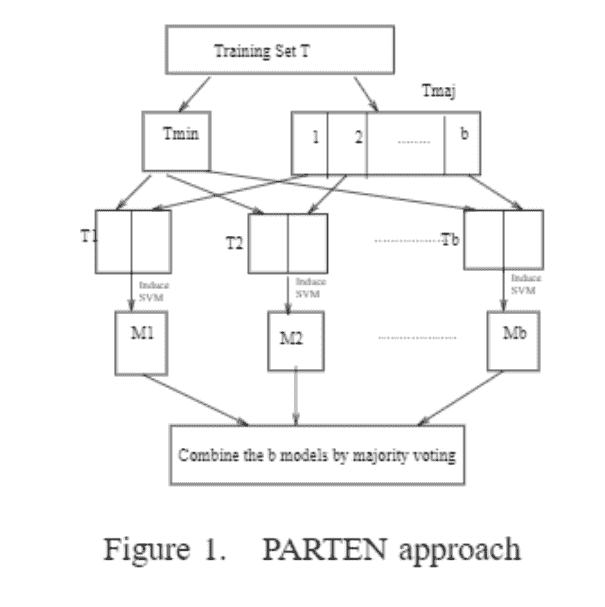 Training Set T
Tmaj
Tmin
1 2 ........ b
T1 T2 ................ Tb
Induce
SVM
Induce
SVM
Induce
SVM
M1 M2 ................ Mb
Combine the b models by majority voting
Figure 1. PARTEN approach